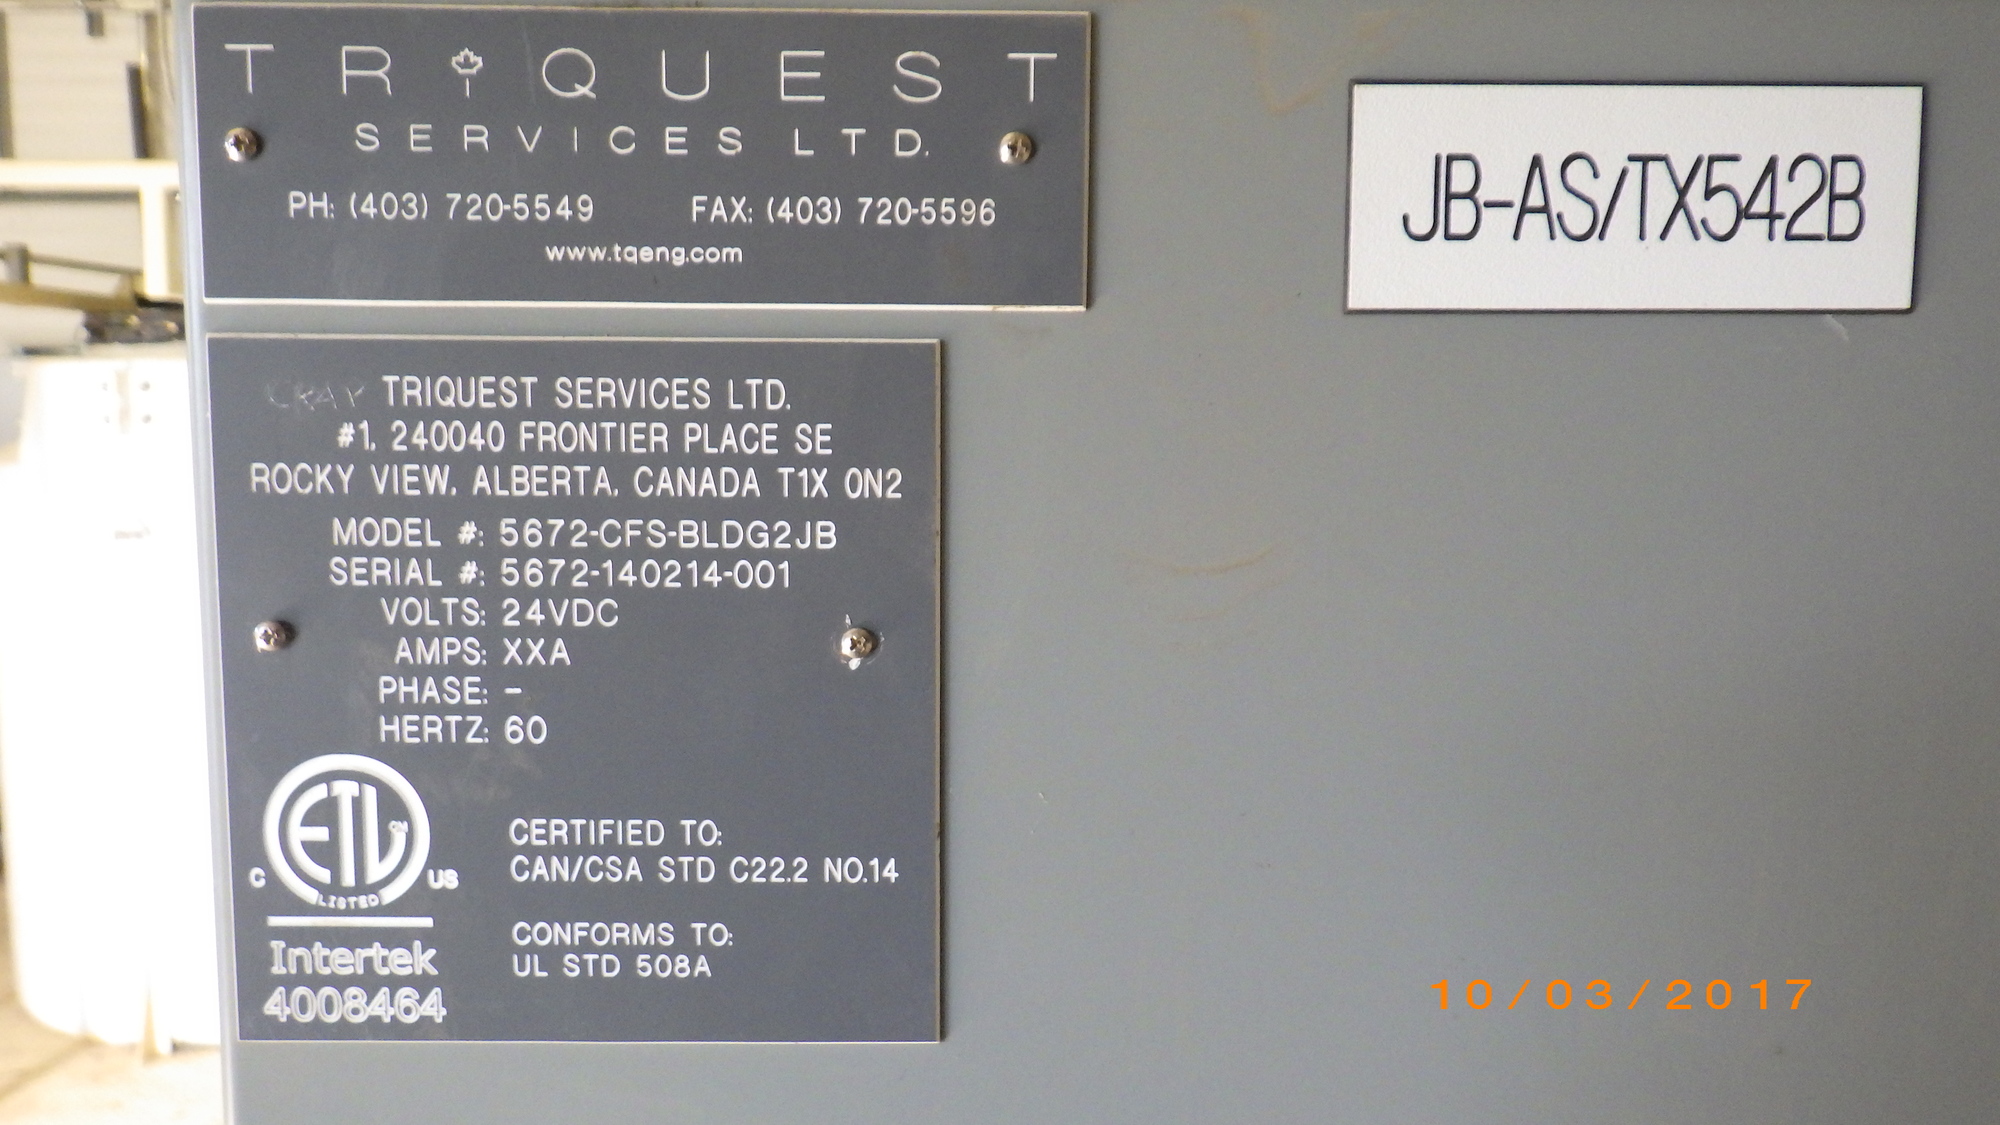 TRIQUEST
SERVICES LTD.
PH: (403) 720-5549 FAX: (403) 720-5596
www.tqeng.com
JB-AS/TX542B
TRIQUEST SERVICES LTD.
#1, 240040 FRONTIER PLACE SE
ROCKY VIEW, ALBERTA, CANADA T1X 0N2
MODEL #: 5672-CFS-BLDG2JB
SERIAL #: 5672-140214-001
VOLTS: 24VDC
AMPS: XXA
PHASE: -
HERTZ: 60
ETL CM
C US
LISTED
Intertek
4008464
CERTIFIED TO:
CAN/CSA STD C22.2 NO.14
CONFORMS TO:
UL STD 508A
10/03/2017